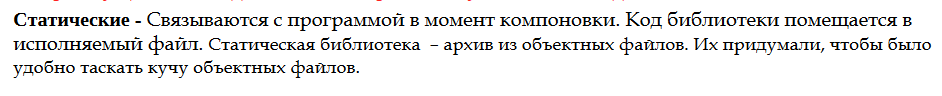 Статические - Связываются с программой в момент компоновки. Код библиотеки помещается в
исполняемый файл. Статическая библиотека – архив из объектных файлов. Их придумали, чтобы было
удобно таскать кучу объектных файлов.